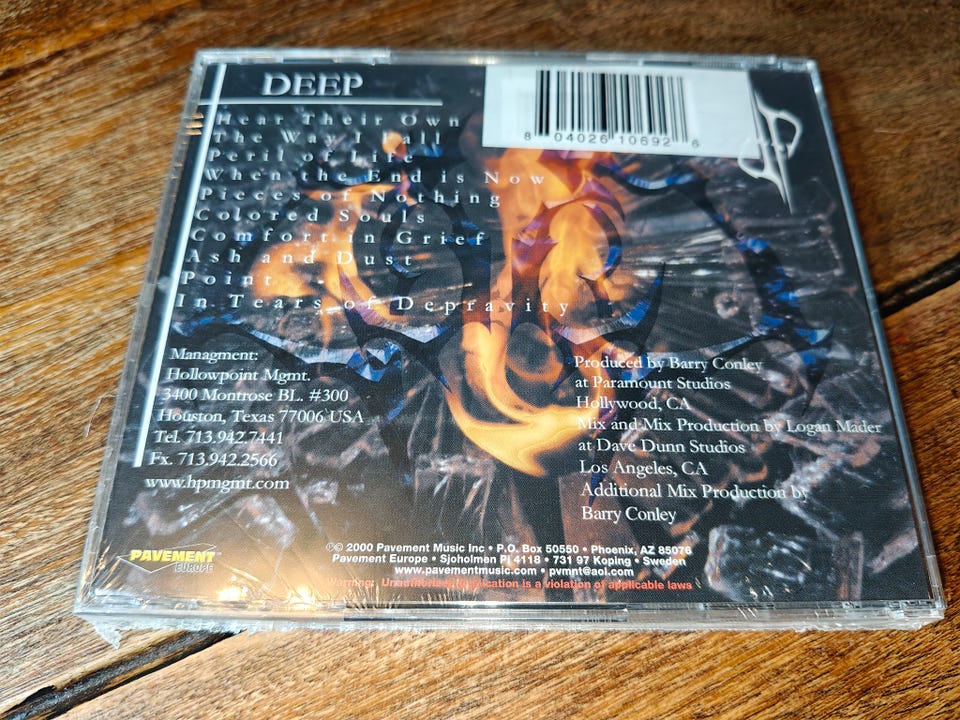 DEEP
Hear Their Own
The Way I Fall
Peril of Life
When the End is Now
Pieces of Nothing
Colored Souls
Comfort in Grief
Ash and Dust
Point
In Tears of Depravity
8 04026 10692 6
Managment:
Hollowpoint Mgmt.
3400 Montrose BL. #300
Houston, Texas 77006 USA
Tel. 713.942.7441
Fx. 713.942.2566
www.hpmgmt.com
Produced by Barry Conley
at Paramount Studios
Hollywood, CA
Mix and Mix Production by Logan Mader
at Dave Dunn Studios
Los Angeles, CA
Additional Mix Production by
Barry Conley
PAVEMENT
EUROPE
℗© 2000 Pavement Music Inc • P.O. Box 50550 • Phoenix, AZ 85076
Pavement Europe • Sjoholmen Pl 4118 • 731 97 Koping • Sweden
www.pavementmusic.com • pvmnt@aol.com
Warning: Unauthorized duplication is a violation of applicable laws